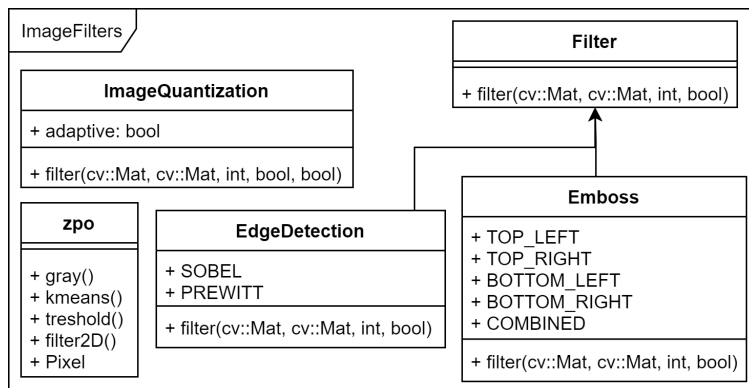 ImageFilters
Filter
+ filter(cv::Mat, cv::Mat, int, bool)
ImageQuantization
+ adaptive: bool
+ filter(cv::Mat, cv::Mat, int, bool, bool)
zpo
+ gray()
+ kmeans()
+ treshold()
+ filter2D()
+ Pixel
EdgeDetection
+ SOBEL
+ PREWITT
+ filter(cv::Mat, cv::Mat, int, bool)
Emboss
+ TOP_LEFT
+ TOP_RIGHT
+ BOTTOM_LEFT
+ BOTTOM_RIGHT
+ COMBINED
+ filter(cv::Mat, cv::Mat, int, bool)